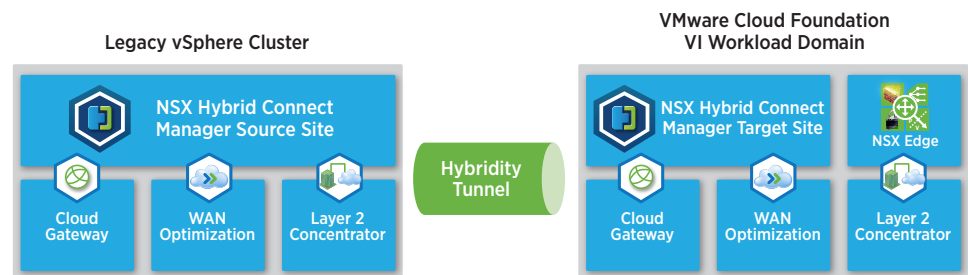 Legacy vSphere Cluster
NSX Hybrid Connect
Manager Source Site
Cloud
Gateway
WAN
Optimization
Layer 2
Concentrator
Hybridity
Tunnel
VMware Cloud Foundation
VI Workload Domain
NSX Hybrid Connect
Manager Target Site
NSX Edge
Cloud
Gateway
WAN
Optimization
Layer 2
Concentrator